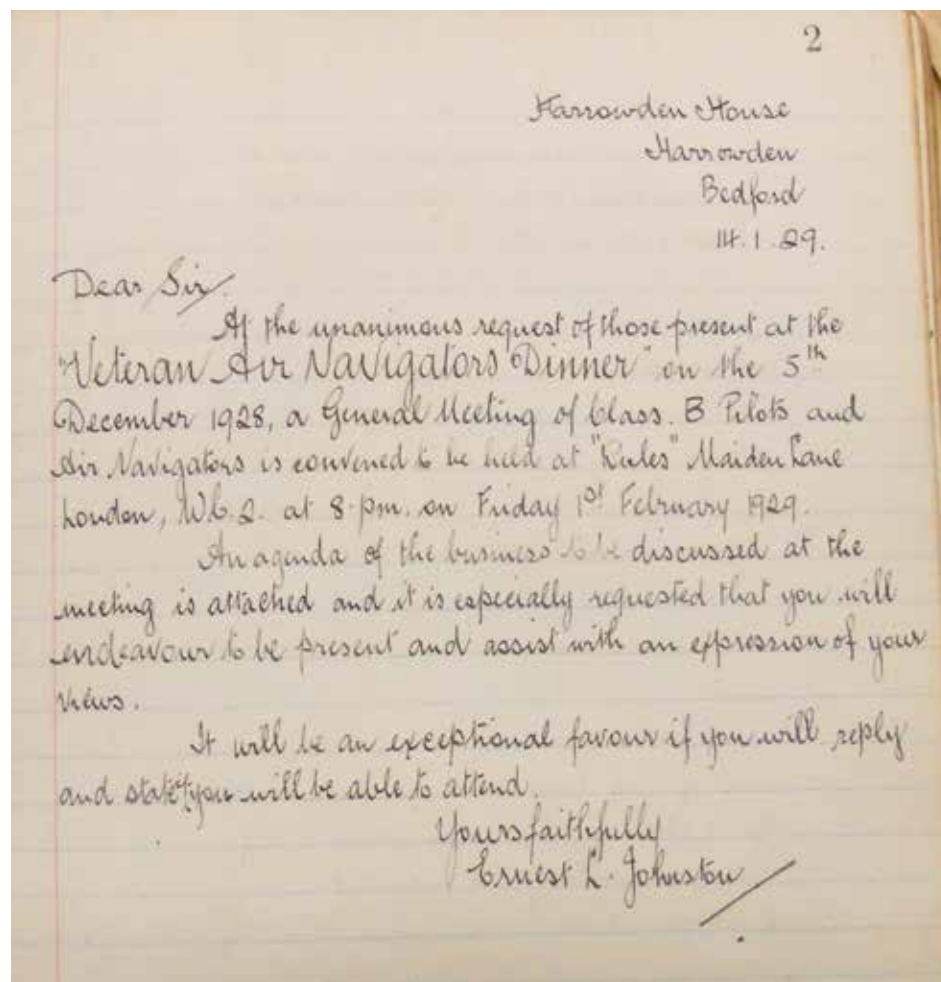 2
Harrowden House
Harrowden
Bedford
14.1.29.
Dear Sir.
At the unanimous request of those present at the
"Veteran Air Navigators Dinner" on the 5th
December 1928, a General Meeting of Class. B Pilots and
Air Navigators is convened to be held at "Rules" Maiden Lane
London, W.C.2. at 8.pm. on Friday 1st February 1929.
An agenda of the business to be discussed at the
meeting is attached and it is especially requested that you will
endeavour to be present and assist with an expression of your
views.
It will be an exceptional favour if you will reply
and state if you will be able to attend.
Yours faithfully
Ernest L. Johnston